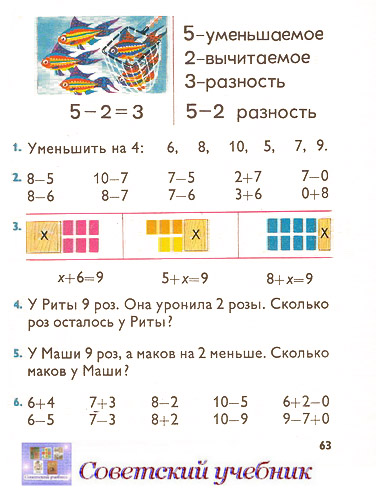 5–уменьшаемое
2–вычитаемое
3–разность
5–2=3
5–2 разность
1. Уменьшить на 4: 6, 8, 10, 5, 7, 9.
2. 8–5 10–7 7–5 2+7 7–0
8–6 8–7 7–6 3+6 0+8
3. x x x
x+6=9 5+x=9 8+x=9
4. У Риты 9 роз. Она уронила 2 розы. Сколько
роз осталось у Риты?
5. У Маши 9 роз, а маков на 2 меньше. Сколько
маков у Маши?
6. 6+4 7+3 8–2 10–5 6+2–0
6–5 7–3 8+2 10–9 9–7+0
63
Советский учебник